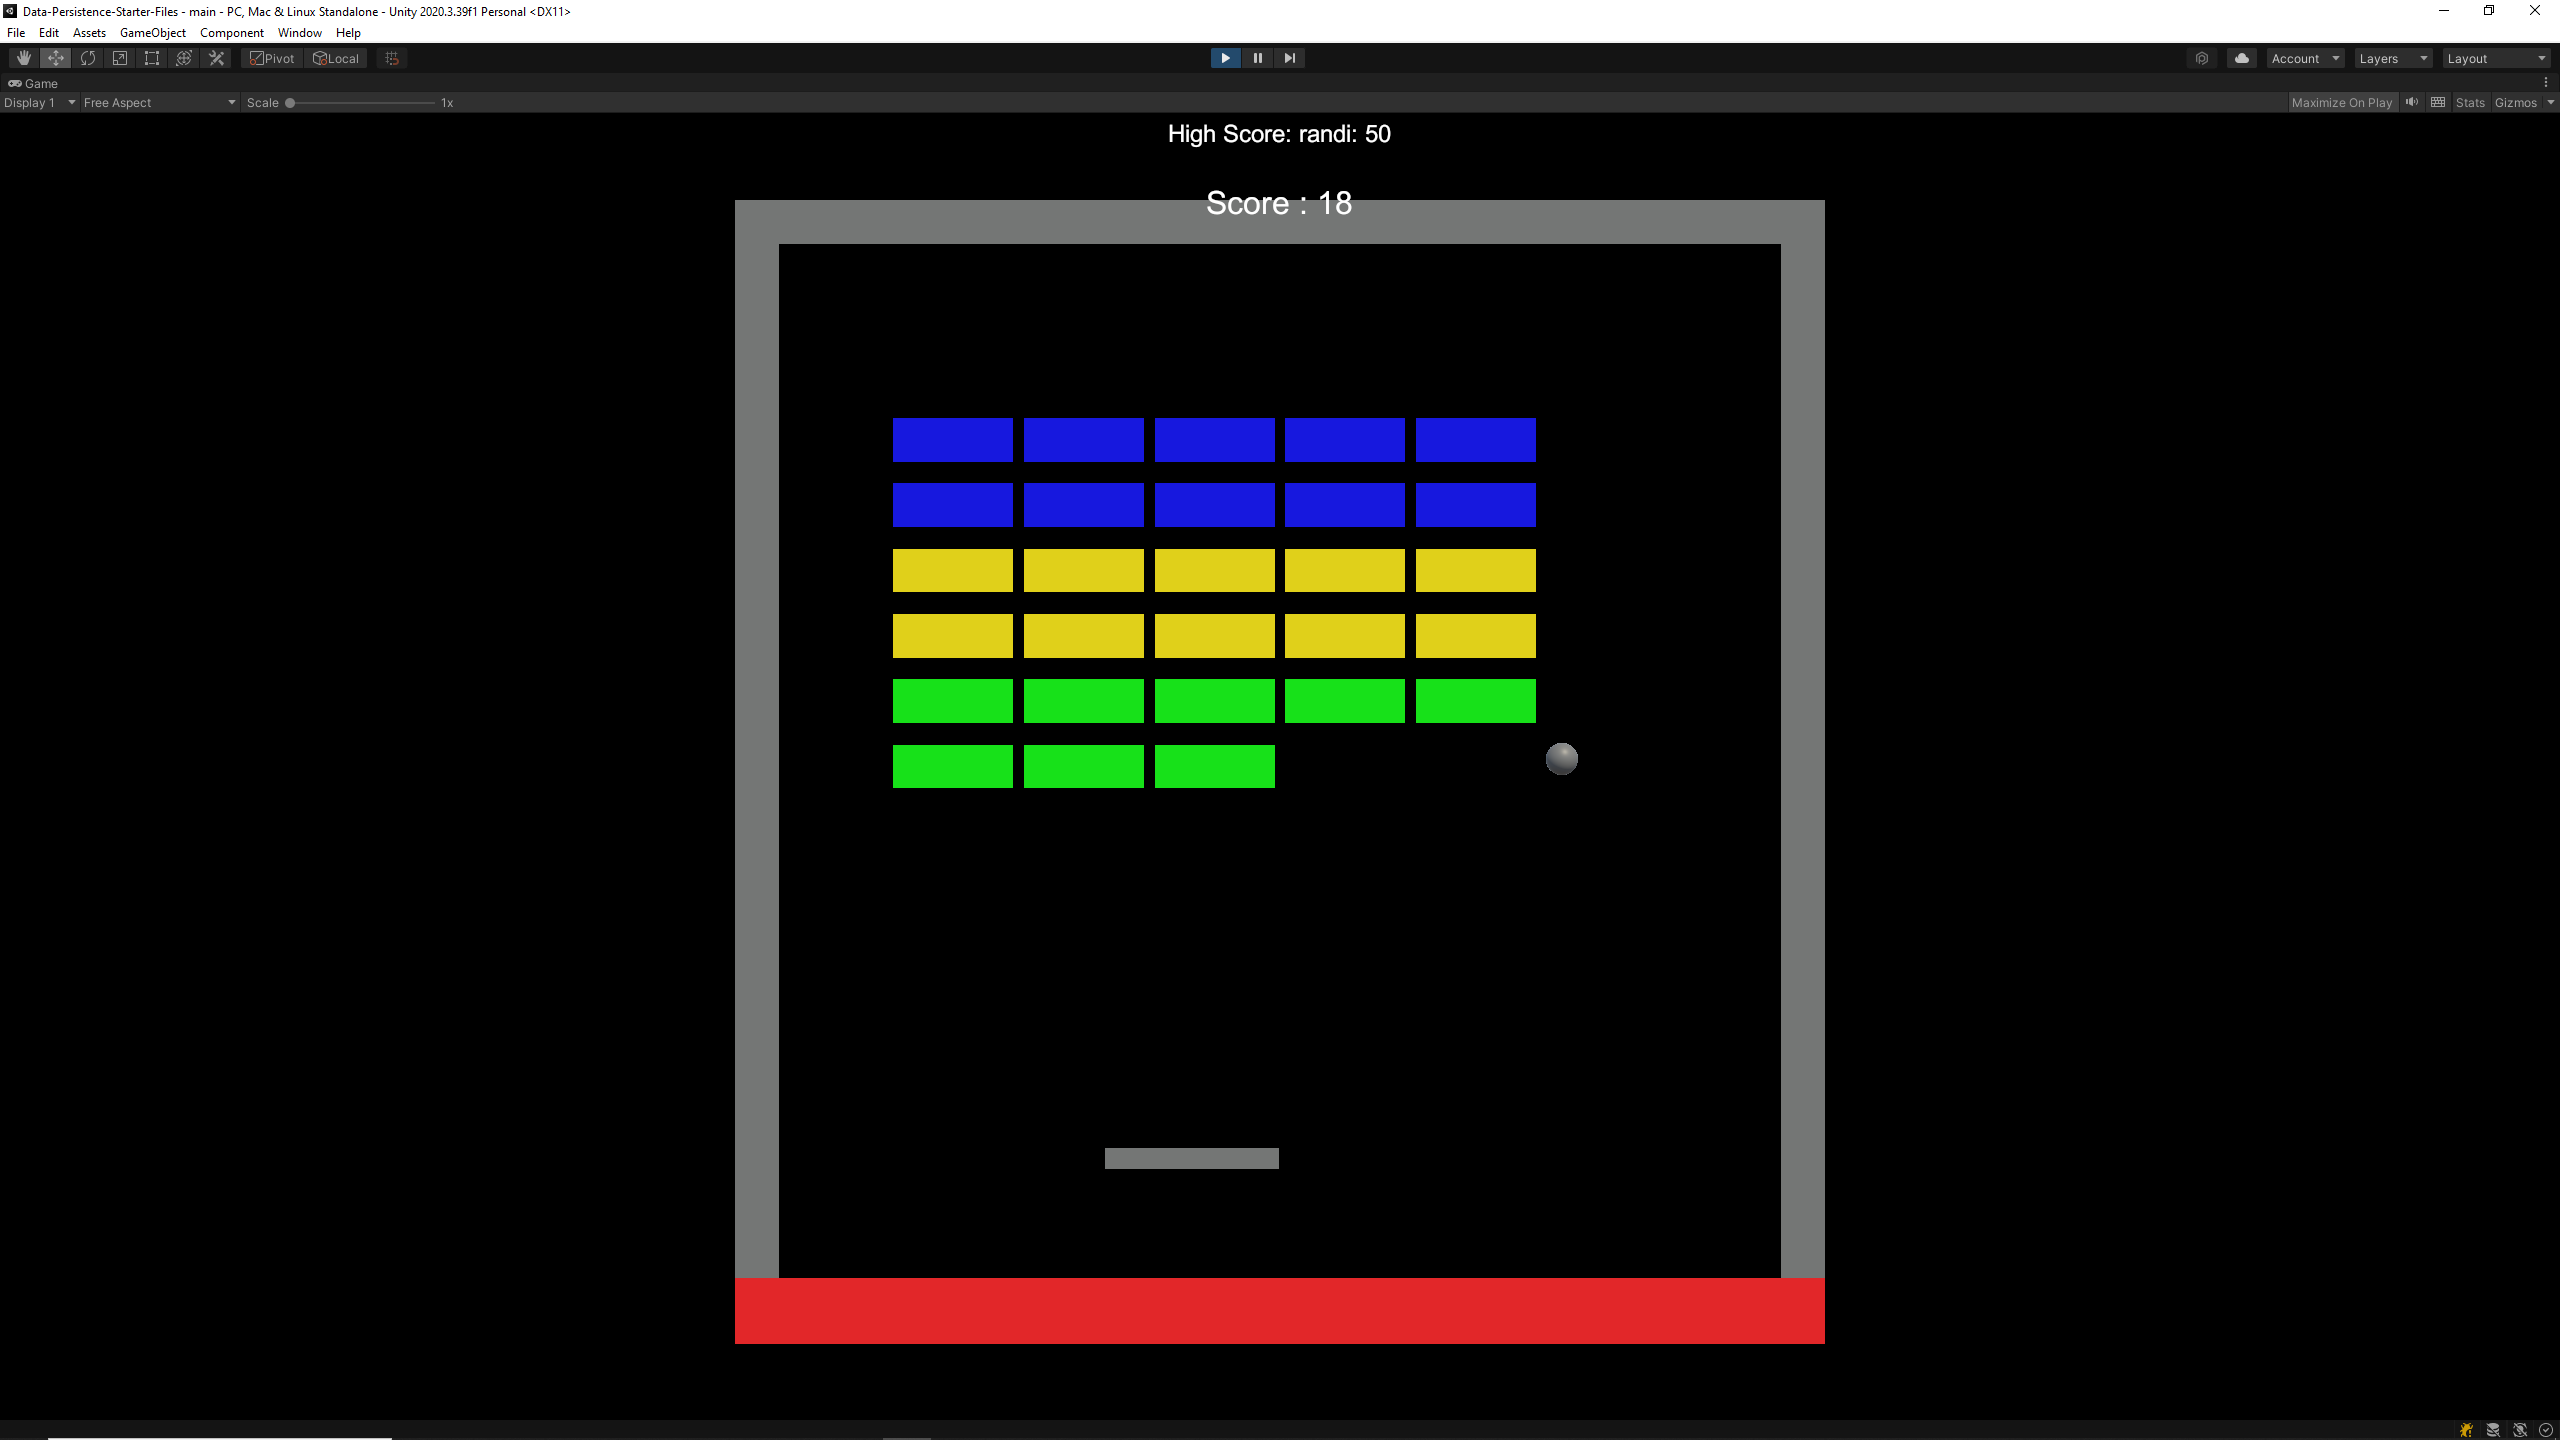 Data-Persistence-Starter-Files - main - PC, Mac & Linux Standalone - Unity 2020.3.39f1 Personal <DX11>
File Edit Assets GameObject Component Window Help
Pivot Local Account Layers Layout
Game
Display 1 Free Aspect Scale 1x Maximize On Play Stats Gizmos
High Score: randi: 50
Score : 18